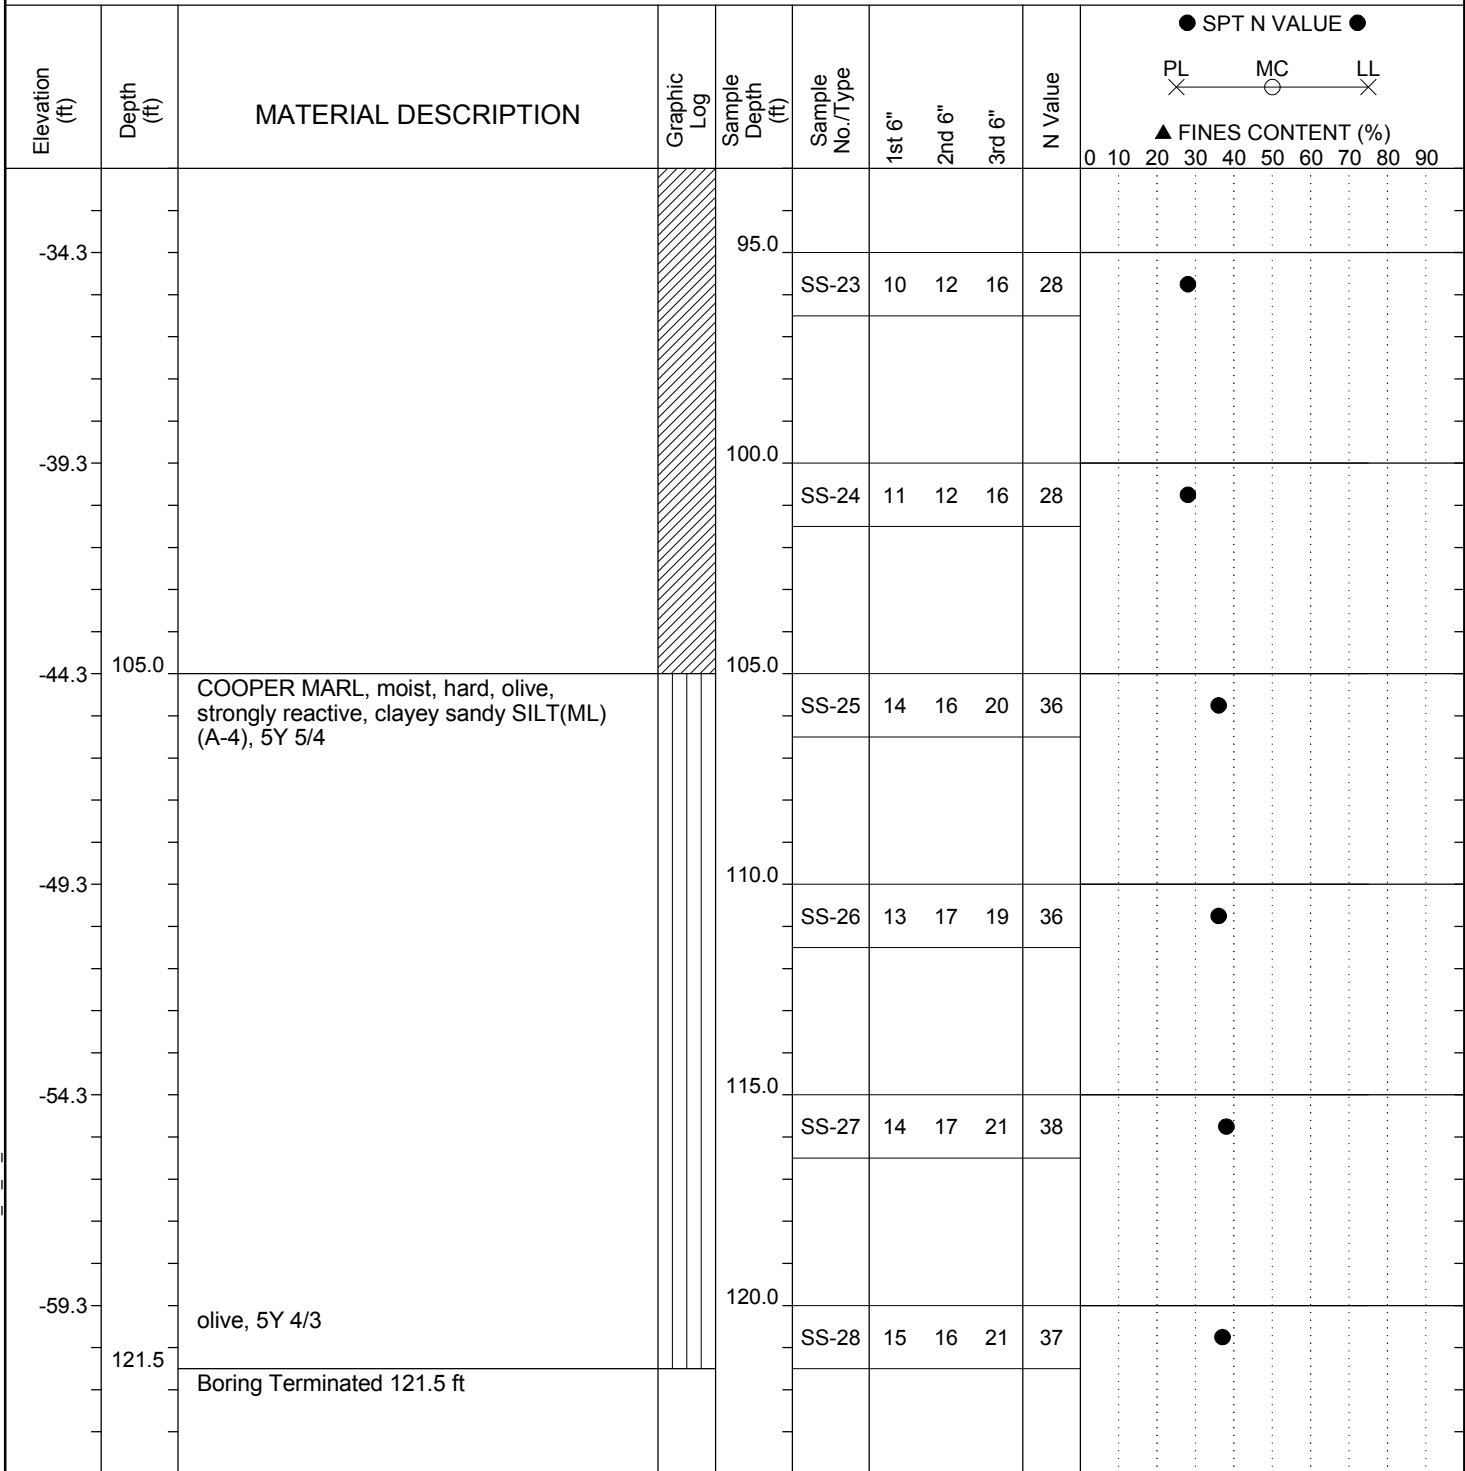 ● SPT N VALUE ●
PL MC LL
▲ FINES CONTENT (%)
0 10 20 30 40 50 60 70 80 90
Elevation (ft)
Depth (ft)
MATERIAL DESCRIPTION
Graphic Log
Sample Depth (ft)
Sample No./Type
1st 6"
2nd 6"
3rd 6"
N Value
-34.3 95.0
SS-23 10 12 16 28
-39.3 100.0
SS-24 11 12 16 28
-44.3 105.0 105.0
COOPER MARL, moist, hard, olive,
strongly reactive, clayey sandy SILT(ML)
(A-4), 5Y 5/4
SS-25 14 16 20 36
-49.3 110.0
SS-26 13 17 19 36
-54.3 115.0
SS-27 14 17 21 38
-59.3 120.0
olive, 5Y 4/3
SS-28 15 16 21 37
121.5
Boring Terminated 121.5 ft